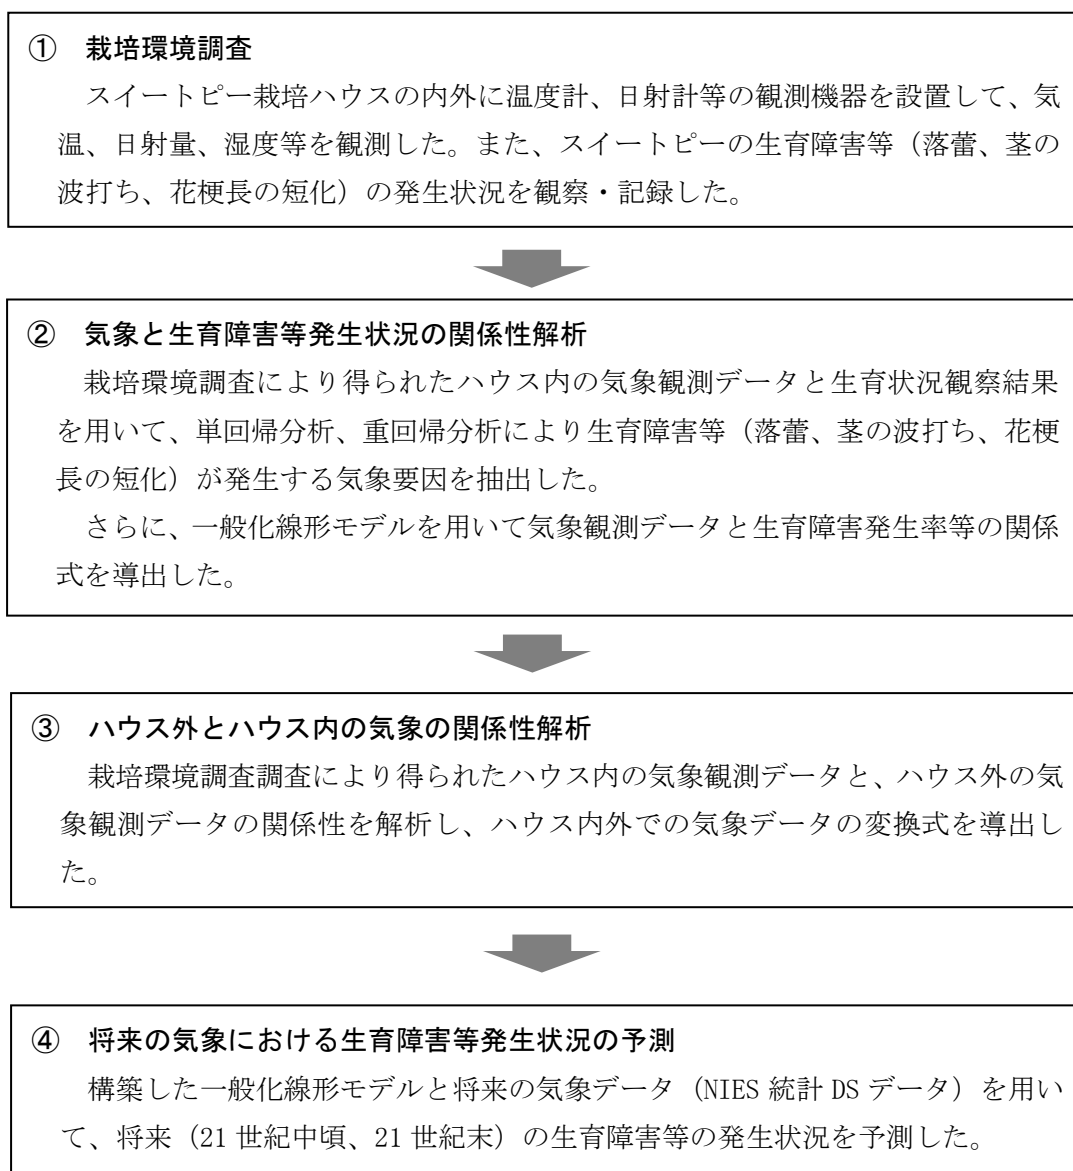 ① 栽培環境調査
スイートピー栽培ハウスの内外に温度計、日射計等の観測機器を設置して、気
温、日射量、湿度等を観測した。また、スイートピーの生育障害等（落蕾、茎の
波打ち、花梗長の短化）の発生状況を観察・記録した。
② 気象と生育障害等発生状況の関係性解析
栽培環境調査により得られたハウス内の気象観測データと生育状況観察結果
を用いて、単回帰分析、重回帰分析により生育障害等（落蕾、茎の波打ち、花梗
長の短化）が発生する気象要因を抽出した。
さらに、一般化線形モデルを用いて気象観測データと生育障害発生率等の関係
式を導出した。
③ ハウス外とハウス内の気象の関係性解析
栽培環境調査調査により得られたハウス内の気象観測データと、ハウス外の気
象観測データの関係性を解析し、ハウス内外での気象データの変換式を導出し
た。
④ 将来の気象における生育障害等発生状況の予測
構築した一般化線形モデルと将来の気象データ（NIES 統計 DS データ）を用い
て、将来（21 世紀中頃、21 世紀末）の生育障害等の発生状況を予測した。